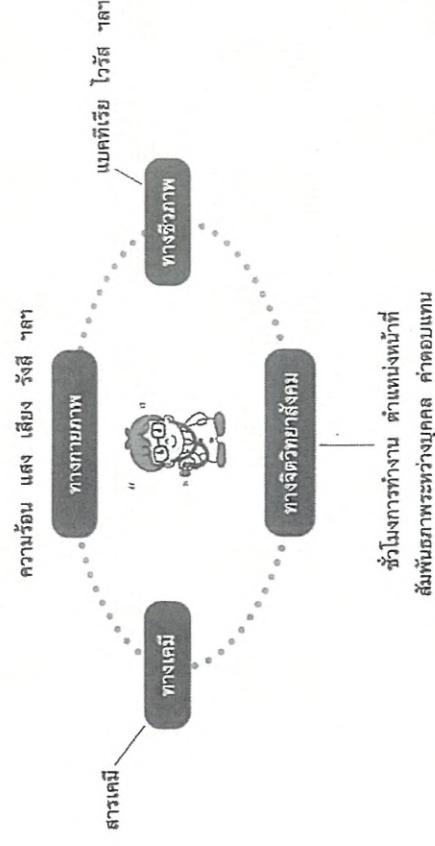 ความร้อน แสง เสียง รังสี ฯลฯ
ทางกายภาพ
แบคทีเรีย ไวรัส ฯลฯ
ทางชีวภาพ
สารเคมี
ทางเคมี
ทางจิตวิทยาสังคม
ชั่วโมงการทำงาน ตำแหน่งหน้าที่
สัมพันธภาพระหว่างบุคคล ค่าตอบแทน